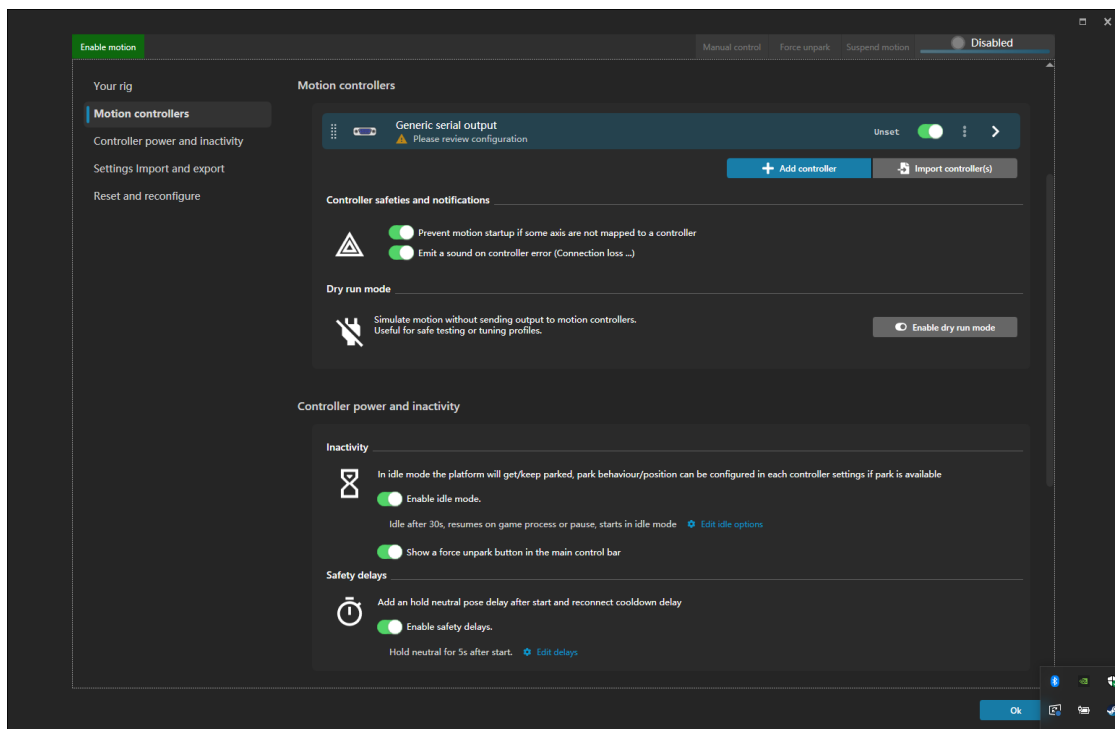 Enable motion
Manual control
Force unpark
Suspend motion
Disabled
Your rig
Motion controllers
Controller power and inactivity
Settings Import and export
Reset and reconfigure
Motion controllers
Generic serial output
Please review configuration
Unset
Add controller
Import controller(s)
Controller safeties and notifications
Prevent motion startup if some axis are not mapped to a controller
Emit a sound on controller error (Connection loss ...)
Dry run mode
Simulate motion without sending output to motion controllers.
Useful for safe testing or tuning profiles.
Enable dry run mode
Controller power and inactivity
Inactivity
In idle mode the platform will get/keep parked, park behaviour/position can be configured in each controller settings if park is available
Enable idle mode.
Idle after 30s, resumes on game process or pause, starts in idle mode
Edit idle options
Show a force unpark button in the main control bar
Safety delays
Add an hold neutral pose delay after start and reconnect cooldown delay
Enable safety delays.
Hold neutral for 5s after start.
Edit delays
Ok